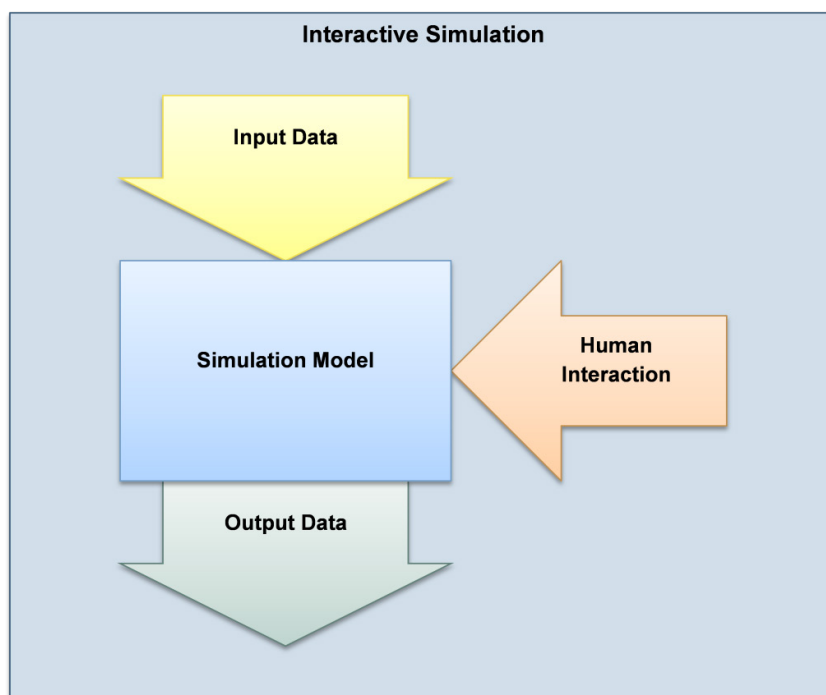 Interactive Simulation
Input Data
Simulation Model
Human
Interaction
Output Data